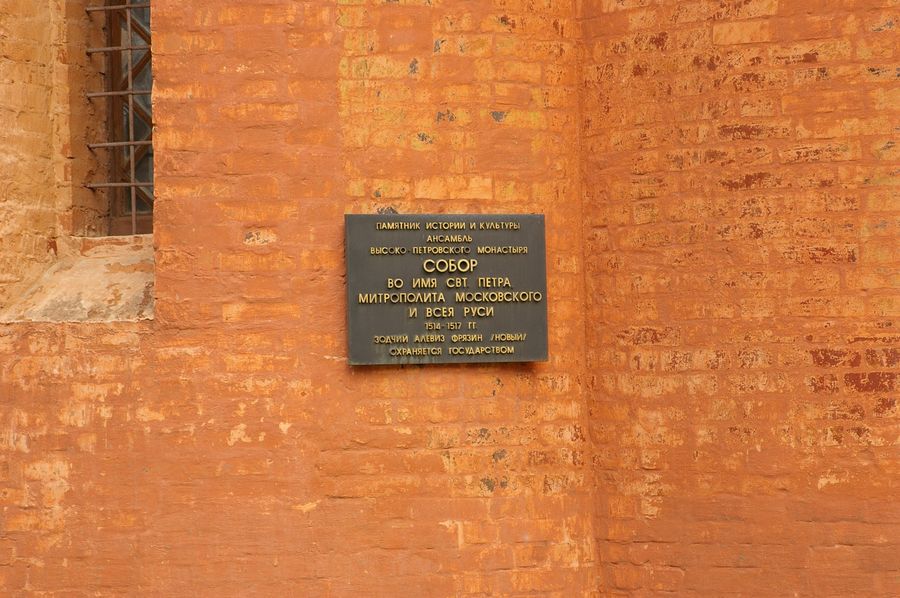 ПАМЯТНИК ИСТОРИИ И КУЛЬТУРЫ
АНСАМБЛЬ
ВЫСОКО-ПЕТРОВСКОГО МОНАСТЫРЯ
СОБОР
ВО ИМЯ СВТ. ПЕТРА,
МИТРОПОЛИТА МОСКОВСКОГО
И ВСЕЯ РУСИ
1514-1517 ГГ.
ЗОДЧИЙ АЛЕВИЗ ФРЯЗИН /НОВЫЙ/
ОХРАНЯЕТСЯ ГОСУДАРСТВОМ